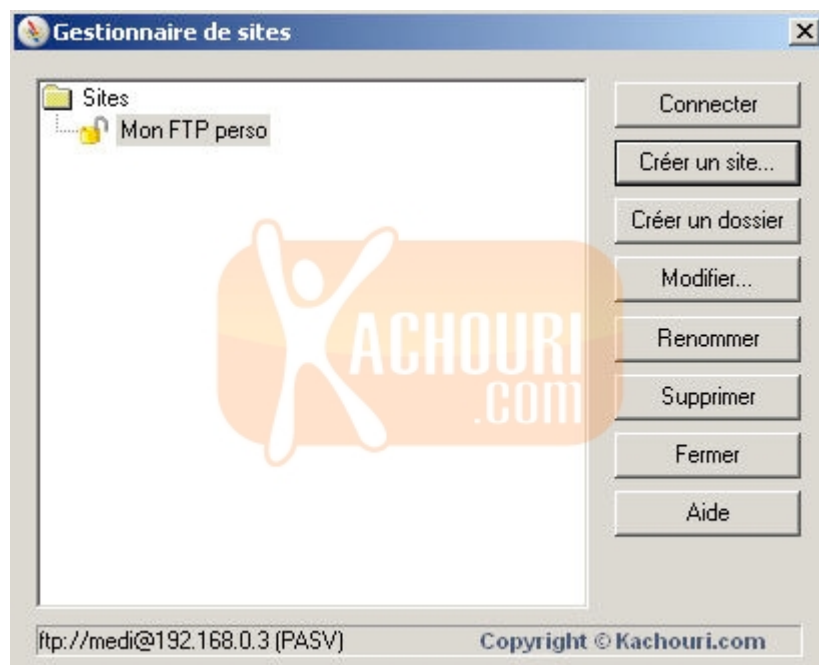 Gestionnaire de sites
Sites
Mon FTP perso
Connecter
Créer un site...
Créer un dossier
Modifier...
Renommer
Supprimer
Fermer
Aide
KACHOURI
.com
ftp://medi@192.168.0.3 (PASV)
Copyright © Kachouri.com